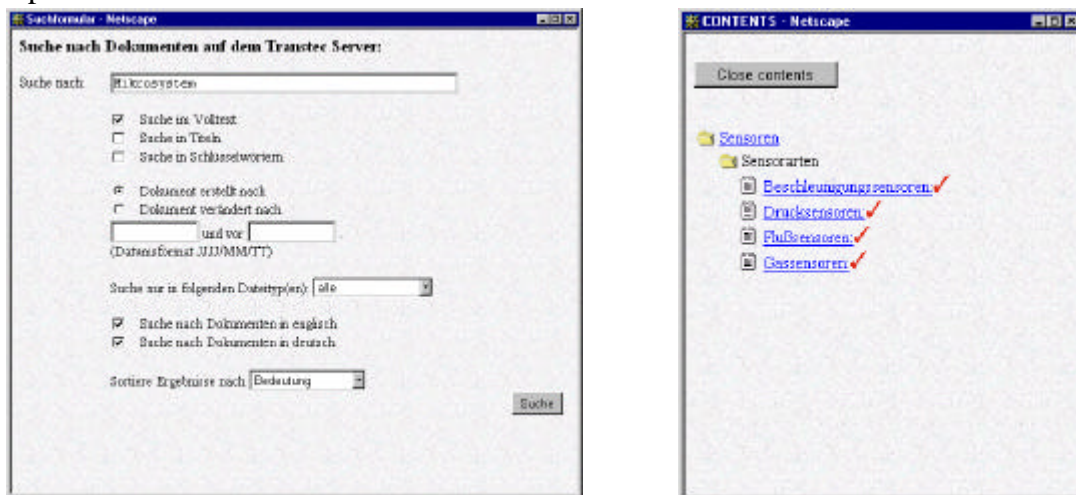 Suchformular - Netscape
Suche nach Dokumenten auf dem Transtec Server:
Suche nach: Mikrosystem
Suche im Volltext
Suche in Titeln
Suche in Schlüsselwörtern
Dokument erstellt nach
Dokument verändert nach
und vor .
(Datumsformat JJJJ/MM/TT)
Suche nur in folgenden Dateityp(en): alle
Suche nach Dokumenten in englisch
Suche nach Dokumenten in deutsch
Sortiere Ergebnisse nach Bedeutung
Suche
CONTENTS - Netscape
Close contents
Sensoren
Sensorarten
Beschleunigungssensoren:
Drucksensoren:
Flußsensoren:
Gassensoren: